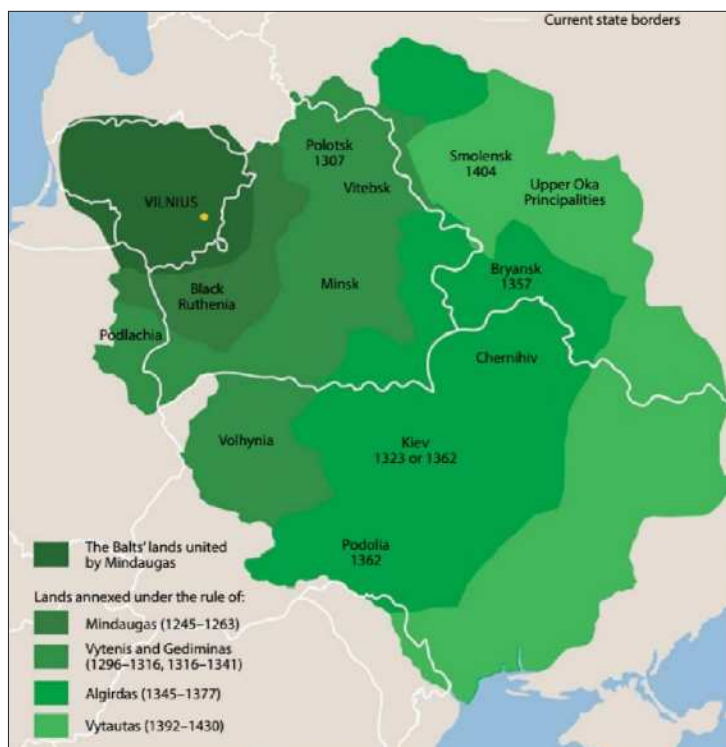 Current state borders
Polotsk
1307
Vitebsk
Smolensk
1404
Upper Oka
Principalities
VILNIUS
Black
Ruthenia
Minsk
Bryansk
1357
Podlachia
Chernihiv
Volhynia
Kiev
1323 or 1362
Podolia
1362
The Balts' lands united
by Mindaugas
Lands annexed under the rule of:
Mindaugas (1245–1263)
Vytenis and Gediminas
(1296–1316, 1316–1341)
Algirdas (1345–1377)
Vytautas (1392–1430)